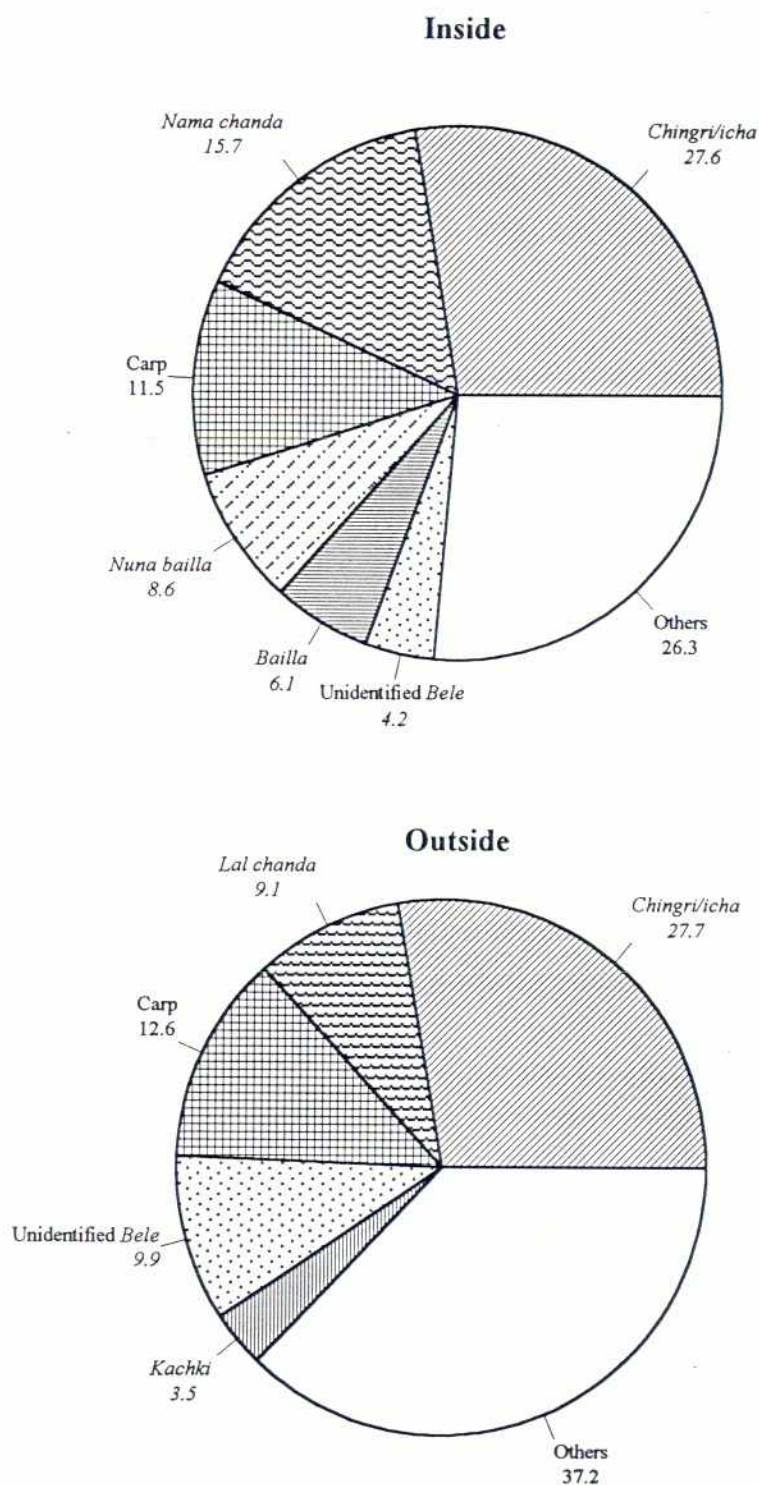 Inside
Nama chanda
15.7
Chingri/icha
27.6
Carp
11.5
Nuna bailla
8.6
Bailla
6.1
Unidentified Bele
4.2
Others
26.3
Outside
Lal chanda
9.1
Chingri/icha
27.7
Carp
12.6
Unidentified Bele
9.9
Kachki
3.5
Others
37.2